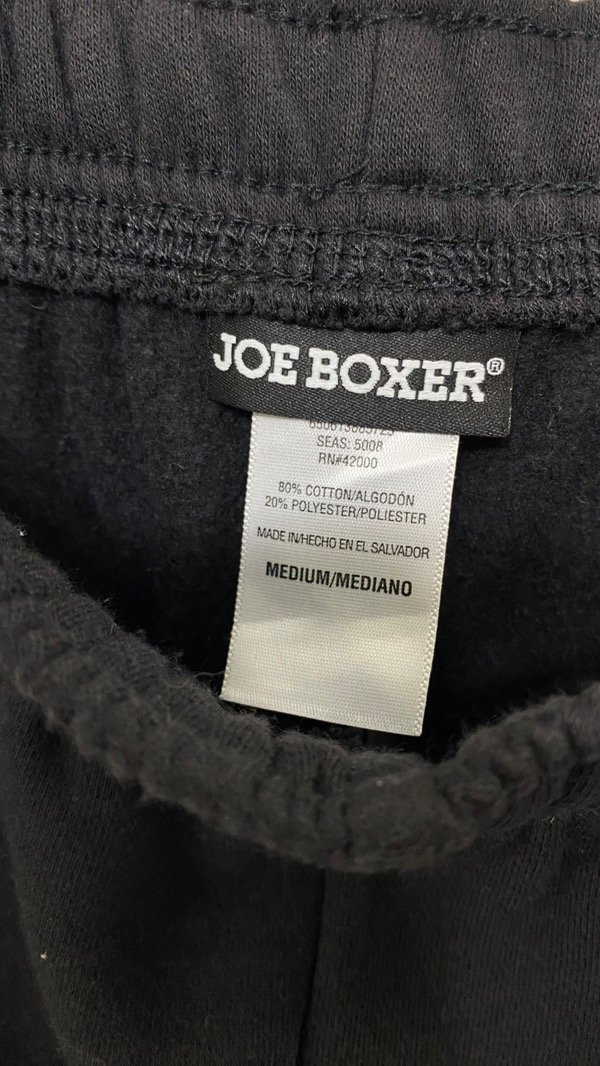 JOE BOXER®
SEAS: 5008
RN#42000
80% COTTON/ALGODÓN
20% POLYESTER/POLIESTER
MADE IN/HECHO EN EL SALVADOR
MEDIUM/MEDIANO